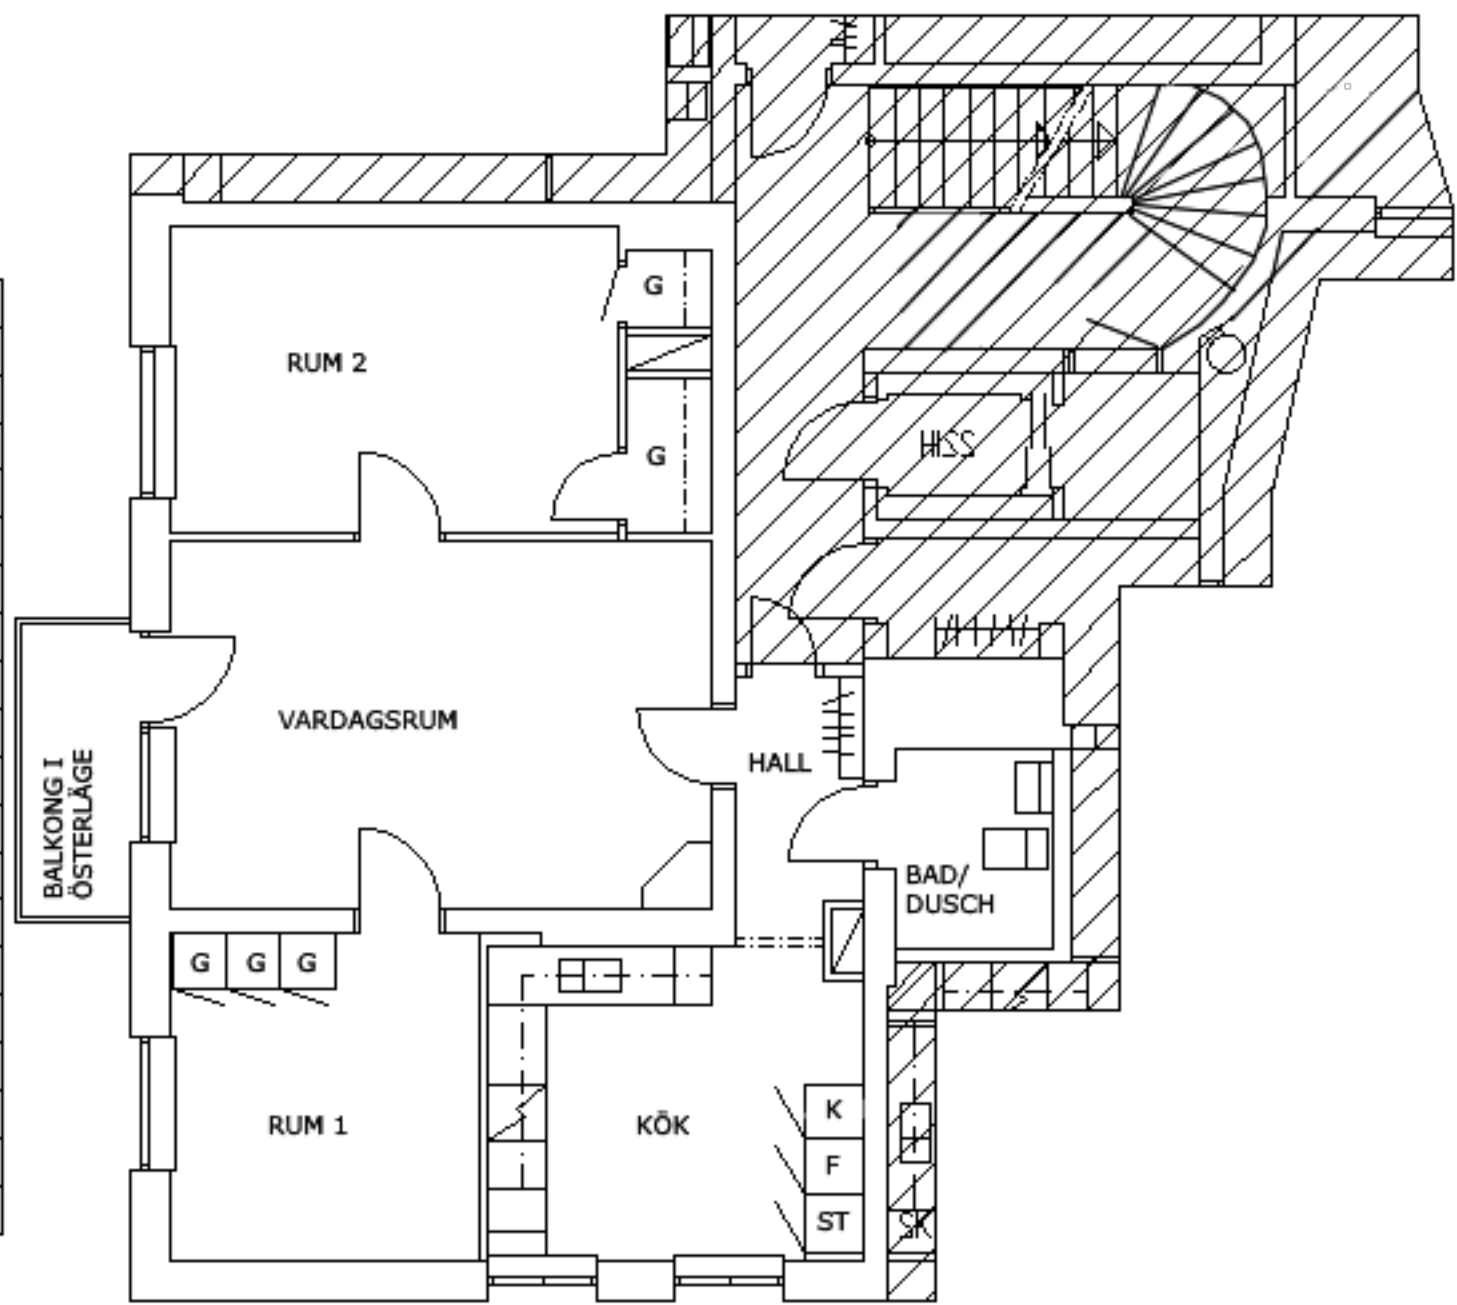 G
RUM 2
HISS
G
VARDAGSRUM
HALL
BALKONG I
ÖSTERLÄGE
BAD/
DUSCH
G G G
K
RUM 1
KÖK
F
ST
SK